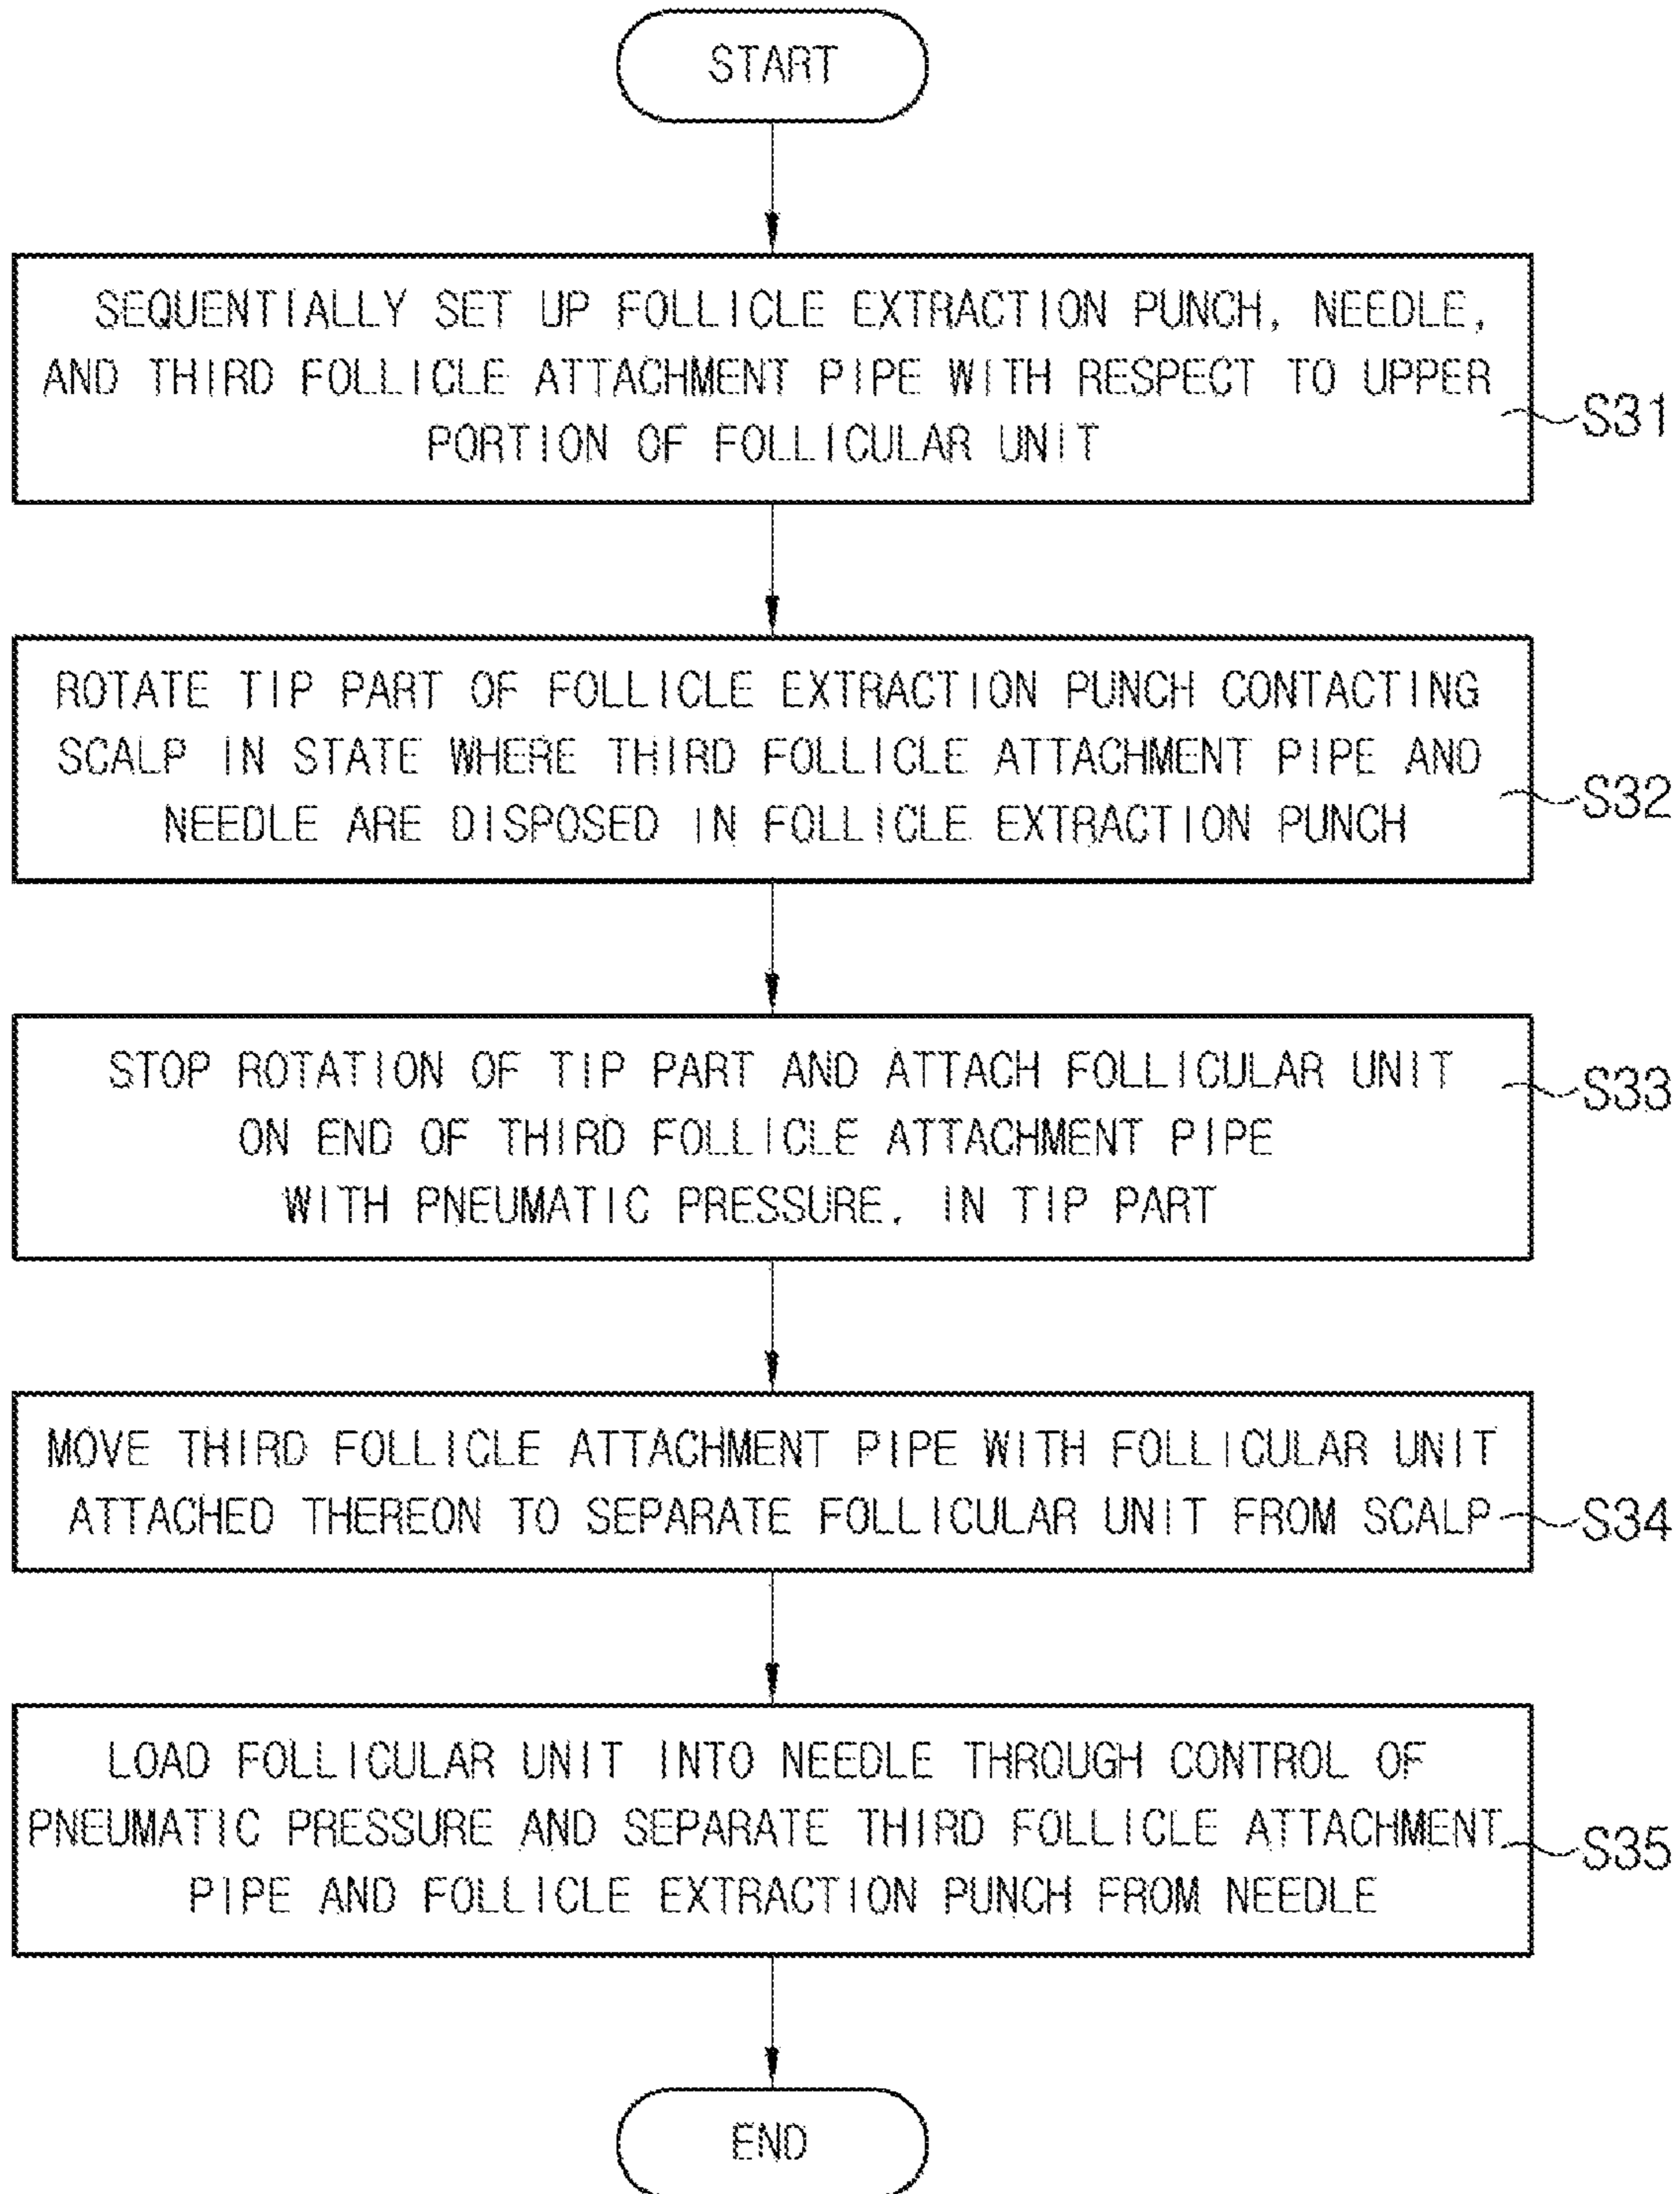 START
SEQUENTIALLY SET UP FOLLICLE EXTRACTION PUNCH, NEEDLE,
AND THIRD FOLLICLE ATTACHMENT PIPE WITH RESPECT TO UPPER
PORTION OF FOLLICULAR UNIT
S31
ROTATE TIP PART OF FOLLICLE EXTRACTION PUNCH CONTACTING
SCALP IN STATE WHERE THIRD FOLLICLE ATTACHMENT PIPE AND
NEEDLE ARE DISPOSED IN FOLLICLE EXTRACTION PUNCH
S32
STOP ROTATION OF TIP PART AND ATTACH FOLLICULAR UNIT
ON END OF THIRD FOLLICLE ATTACHMENT PIPE
WITH PNEUMATIC PRESSURE, IN TIP PART
S33
MOVE THIRD FOLLICLE ATTACHMENT PIPE WITH FOLLICULAR UNIT
ATTACHED THEREON TO SEPARATE FOLLICULAR UNIT FROM SCALP
S34
LOAD FOLLICULAR UNIT INTO NEEDLE THROUGH CONTROL OF
PNEUMATIC PRESSURE AND SEPARATE THIRD FOLLICLE ATTACHMENT
PIPE AND FOLLICLE EXTRACTION PUNCH FROM NEEDLE
S35
END